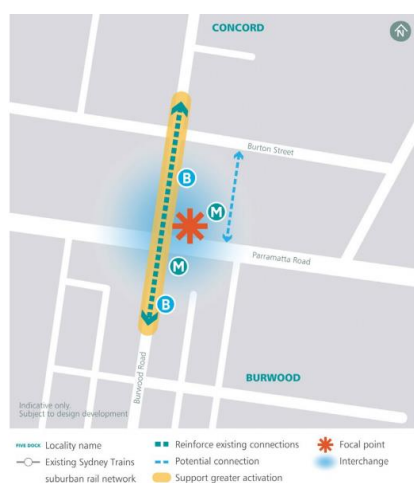 CONCORD
N
Burton Street
B
M
Parramatta Road
M
B
Burwood Road
BURWOOD
Indicative only.
Subject to design development
FIVE DOCK Locality name
Existing Sydney Trains
suburban rail network
Reinforce existing connections
Potential connection
Support greater activation
Focal point
Interchange